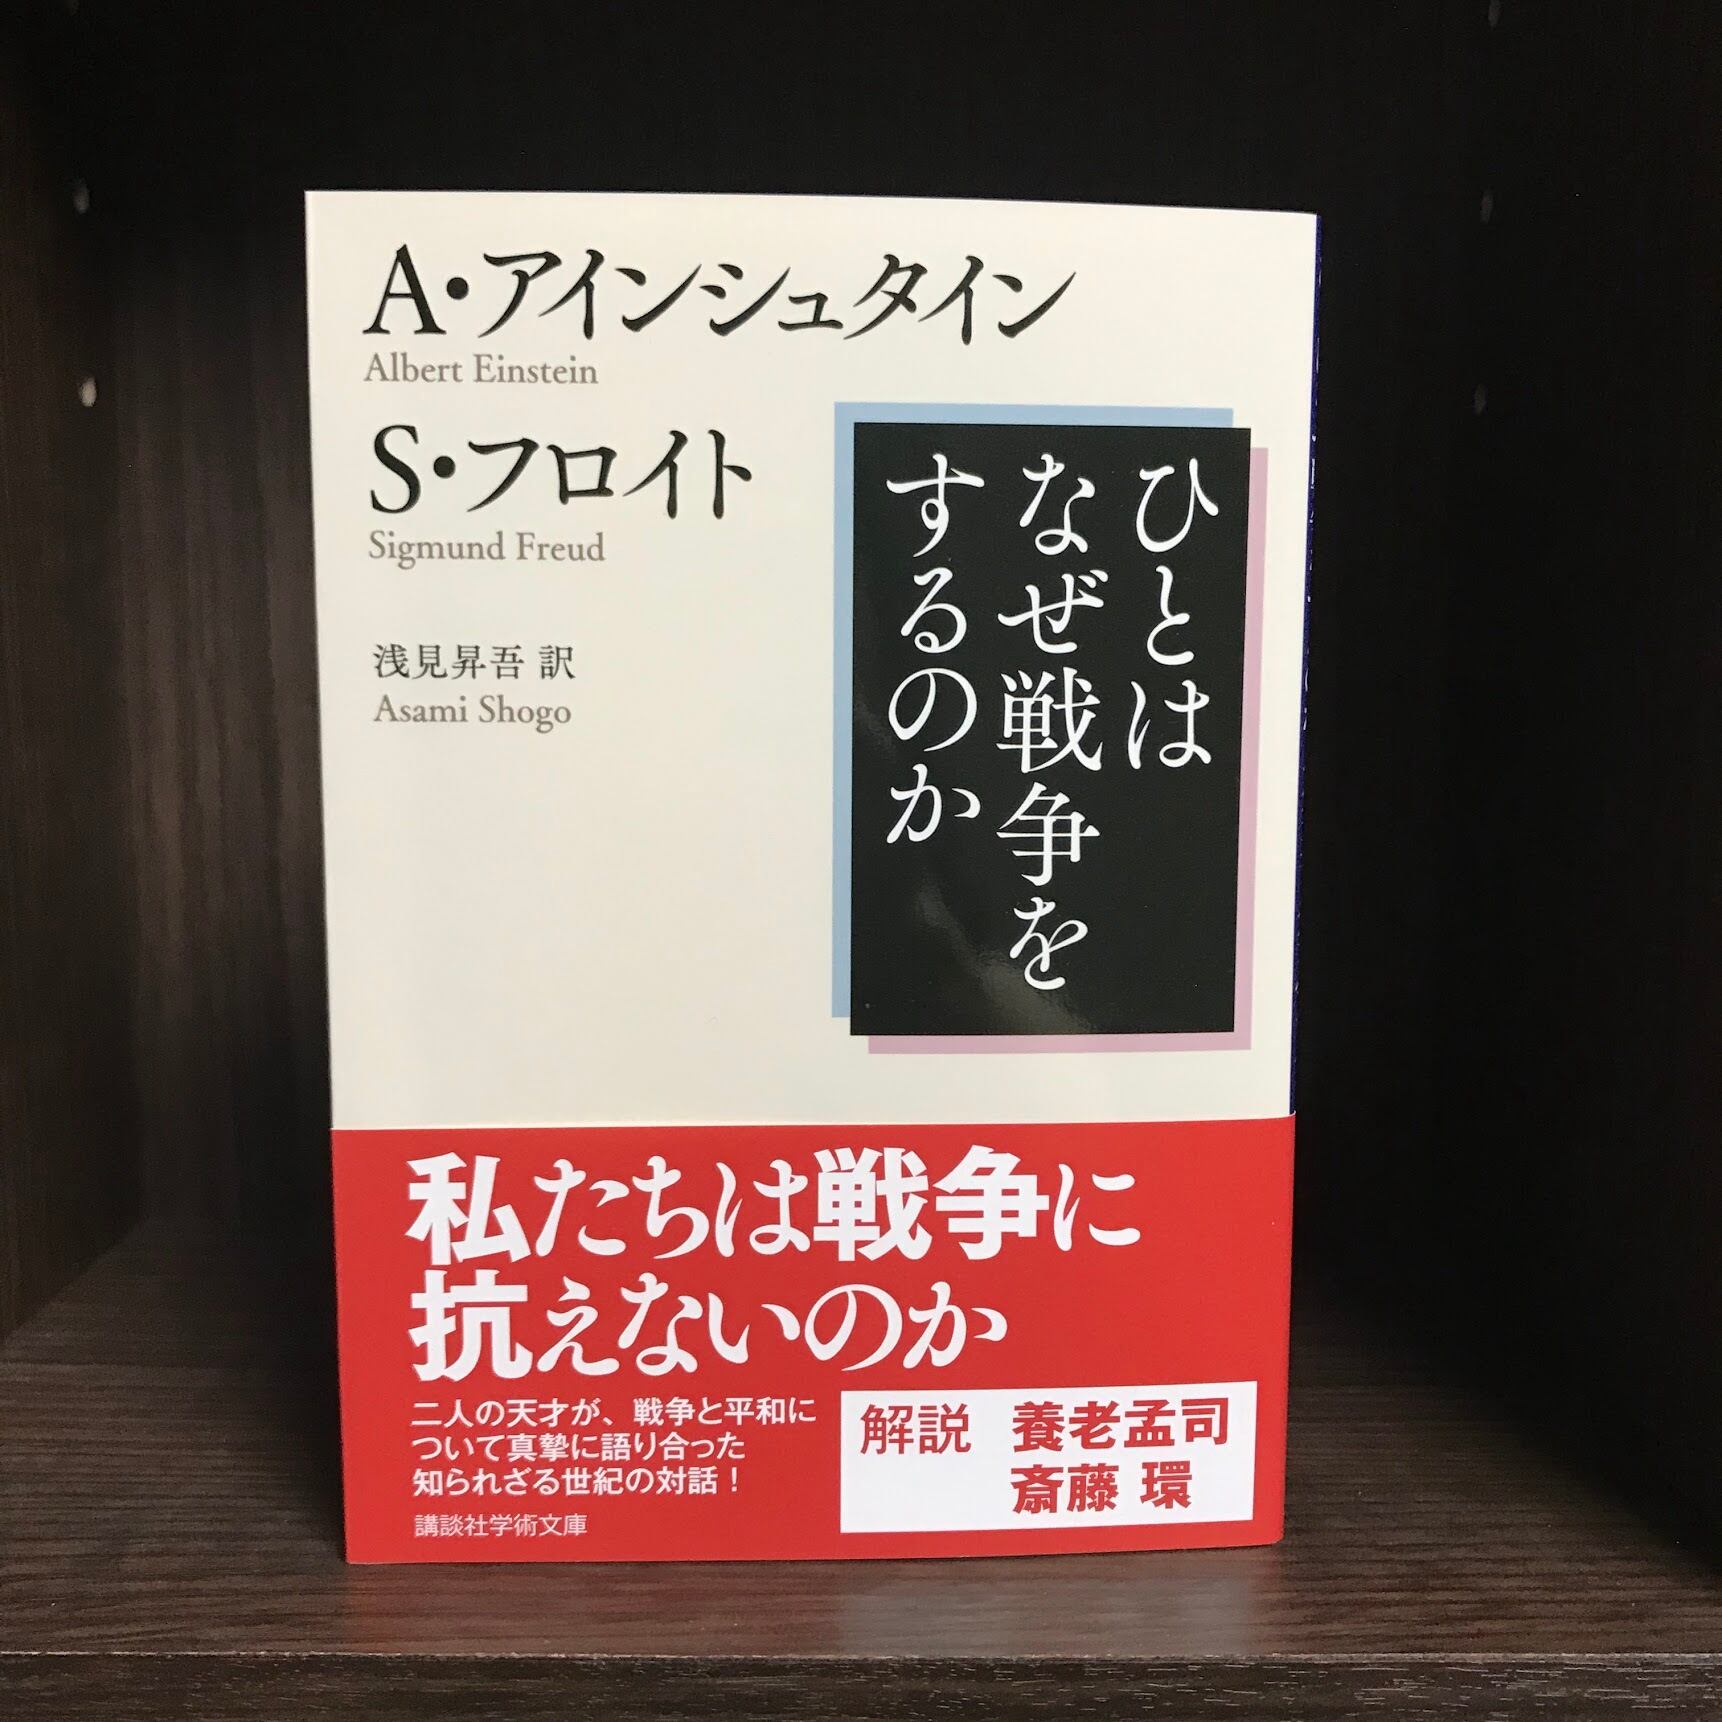 A・アインシュタイン
Albert Einstein
S・フロイト
Sigmund Freud
浅見昇吾 訳
Asami Shogo
ひとは
なぜ戦争を
するのか
私たちは戦争に
抗えないのか
二人の天才が、戦争と平和に
ついて真摯に語り合った
知られざる世紀の対話！
講談社学術文庫
解説 養老孟司
斎藤 環